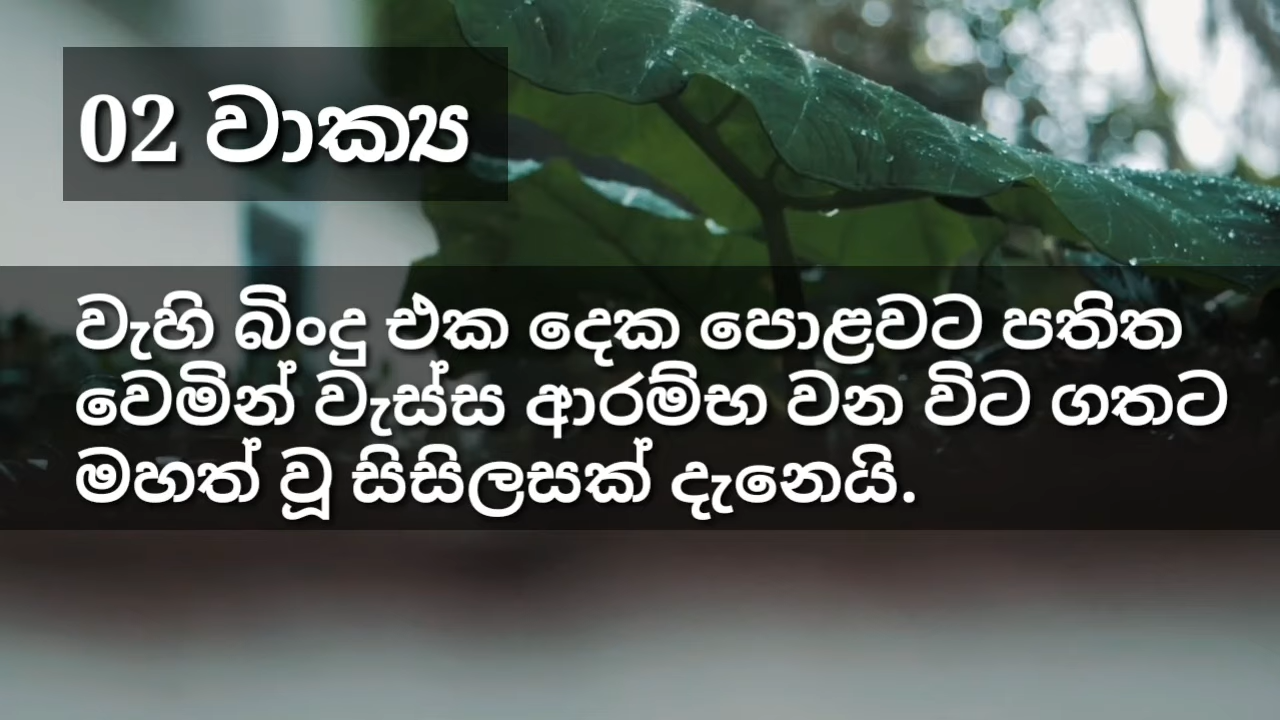 02 වාක්‍ය
වැහි බිංදු එක දෙක පොළවට පතිත
වෙමින් වැස්ස ආරම්භ වන විට ගතට
මහත් වූ සිසිලසක් දැනෙයි.